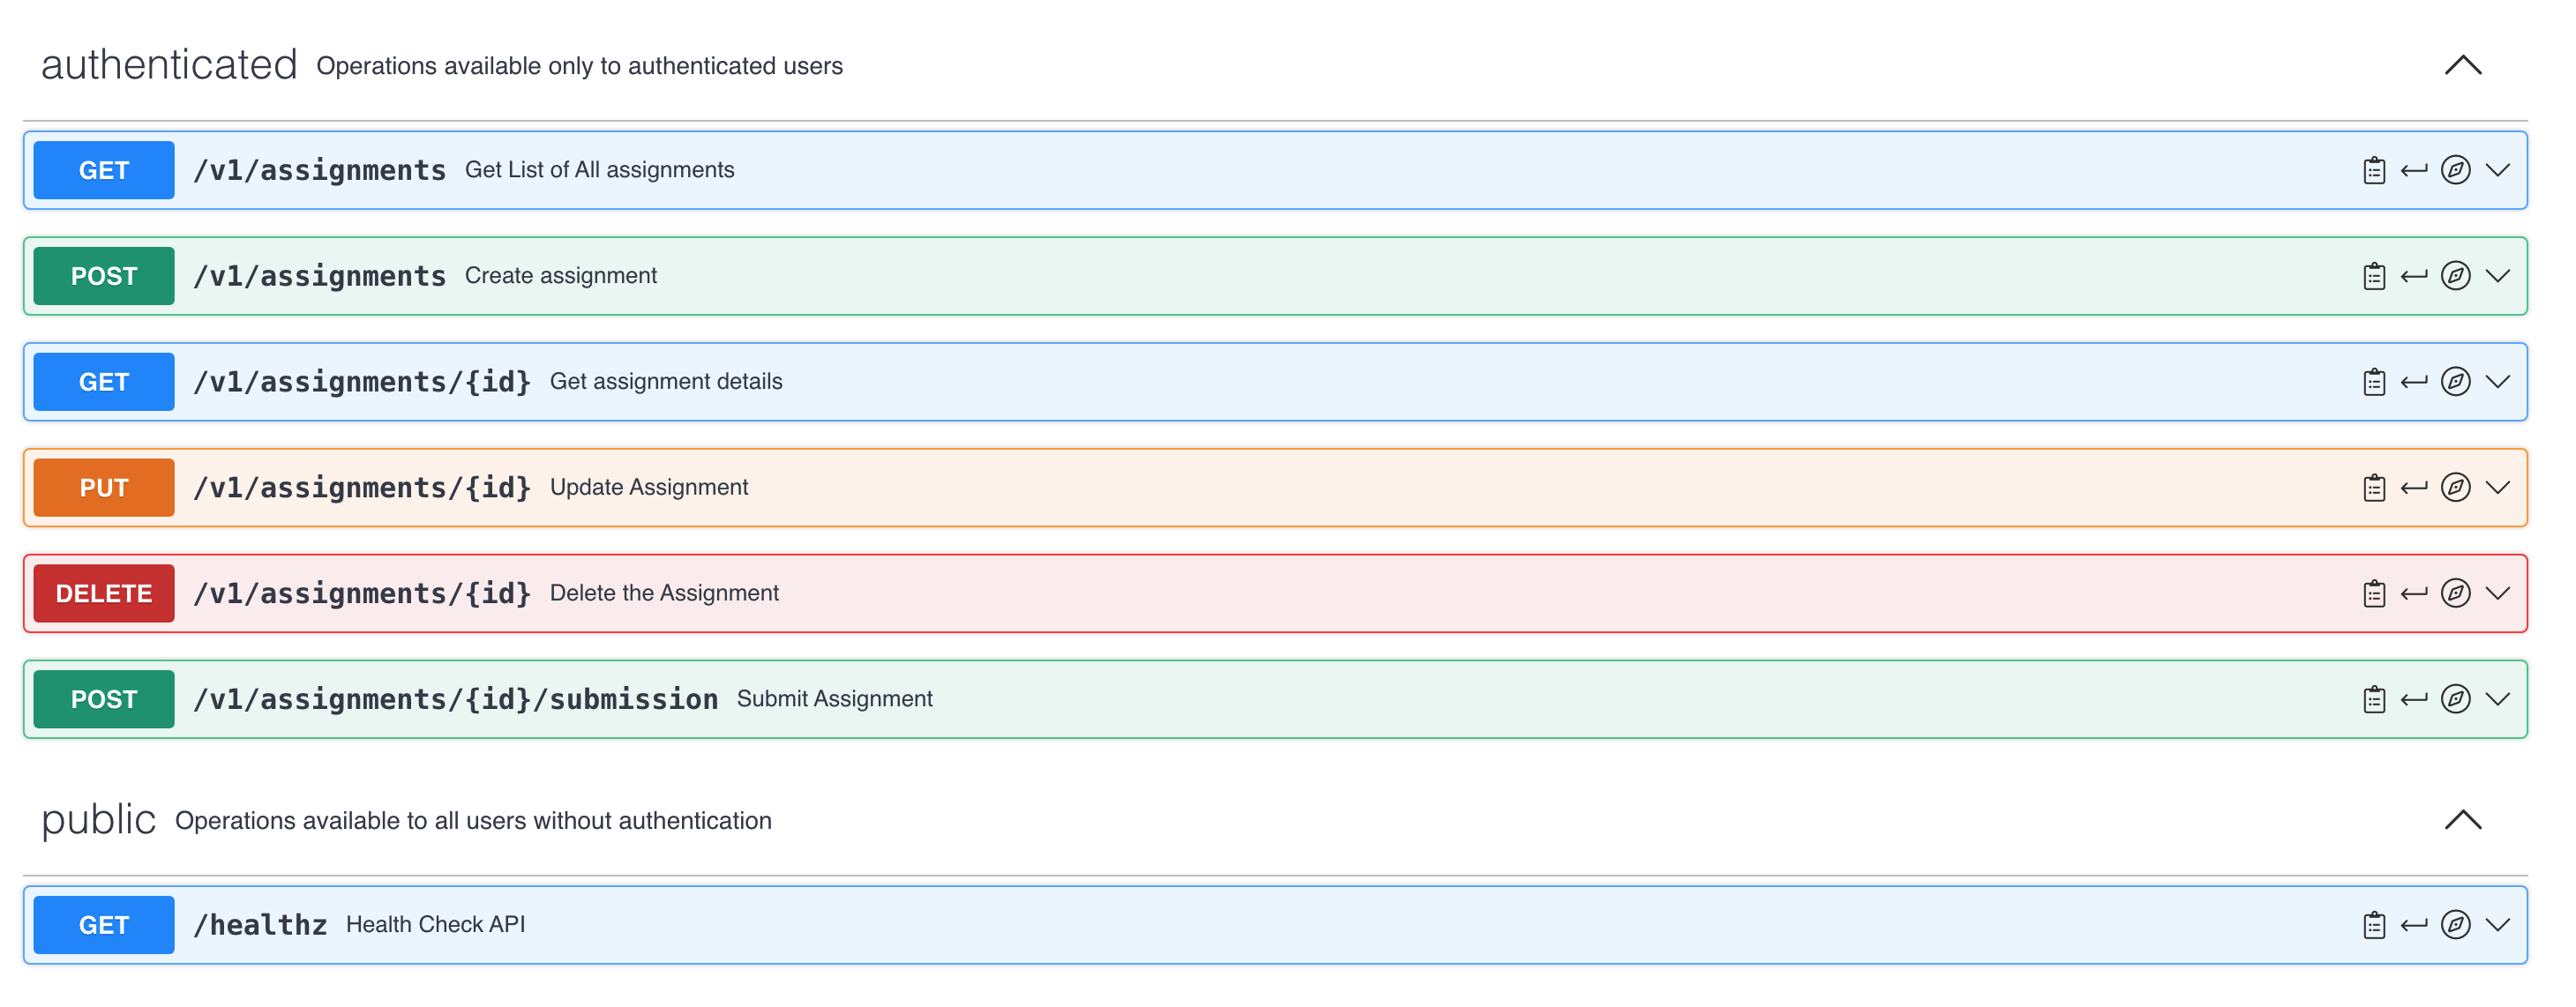 authenticated Operations available only to authenticated users
GET /v1/assignments Get List of All assignments
POST /v1/assignments Create assignment
GET /v1/assignments/{id} Get assignment details
PUT /v1/assignments/{id} Update Assignment
DELETE /v1/assignments/{id} Delete the Assignment
POST /v1/assignments/{id}/submission Submit Assignment
public Operations available to all users without authentication
GET /healthz Health Check API